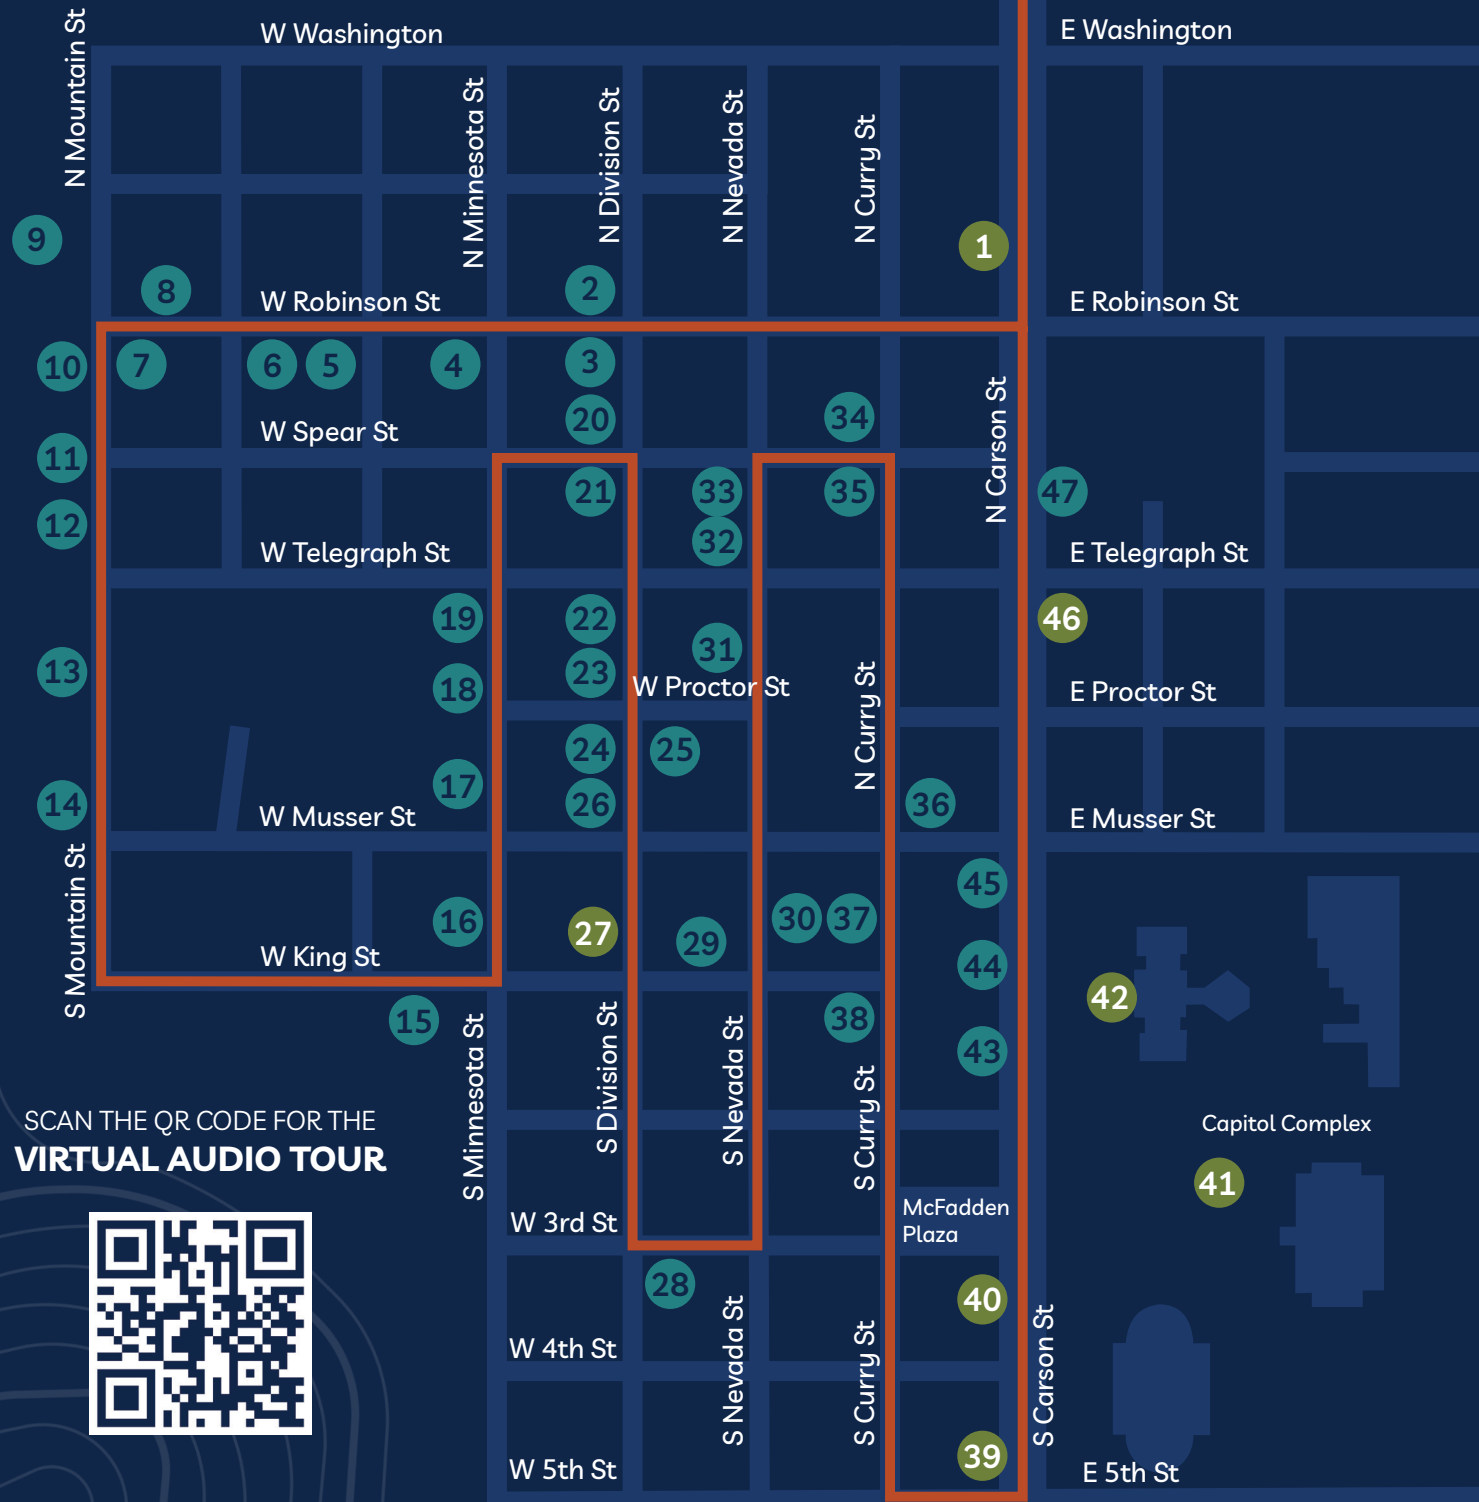 W Washington
E Washington
N Mountain St
N Minnesota St
N Division St
N Nevada St
N Curry St
9
1
8
2
W Robinson St
E Robinson St
10
7
6
5
4
3
N Carson St
20
34
W Spear St
11
21
33
35
47
12
32
W Telegraph St
E Telegraph St
19
22
46
31
13
23
18
W Proctor St
E Proctor St
N Curry St
24
25
17
14
26
36
W Musser St
E Musser St
S Mountain St
45
16
27
29
30
37
W King St
44
42
15
38
43
S Minnesota St
S Division St
S Nevada St
S Curry St
SCAN THE QR CODE FOR THE
VIRTUAL AUDIO TOUR
Capitol Complex
41
McFadden
Plaza
W 3rd St
28
40
W 4th St
S Nevada St
S Curry St
S Carson St
39
W 5th St
E 5th St